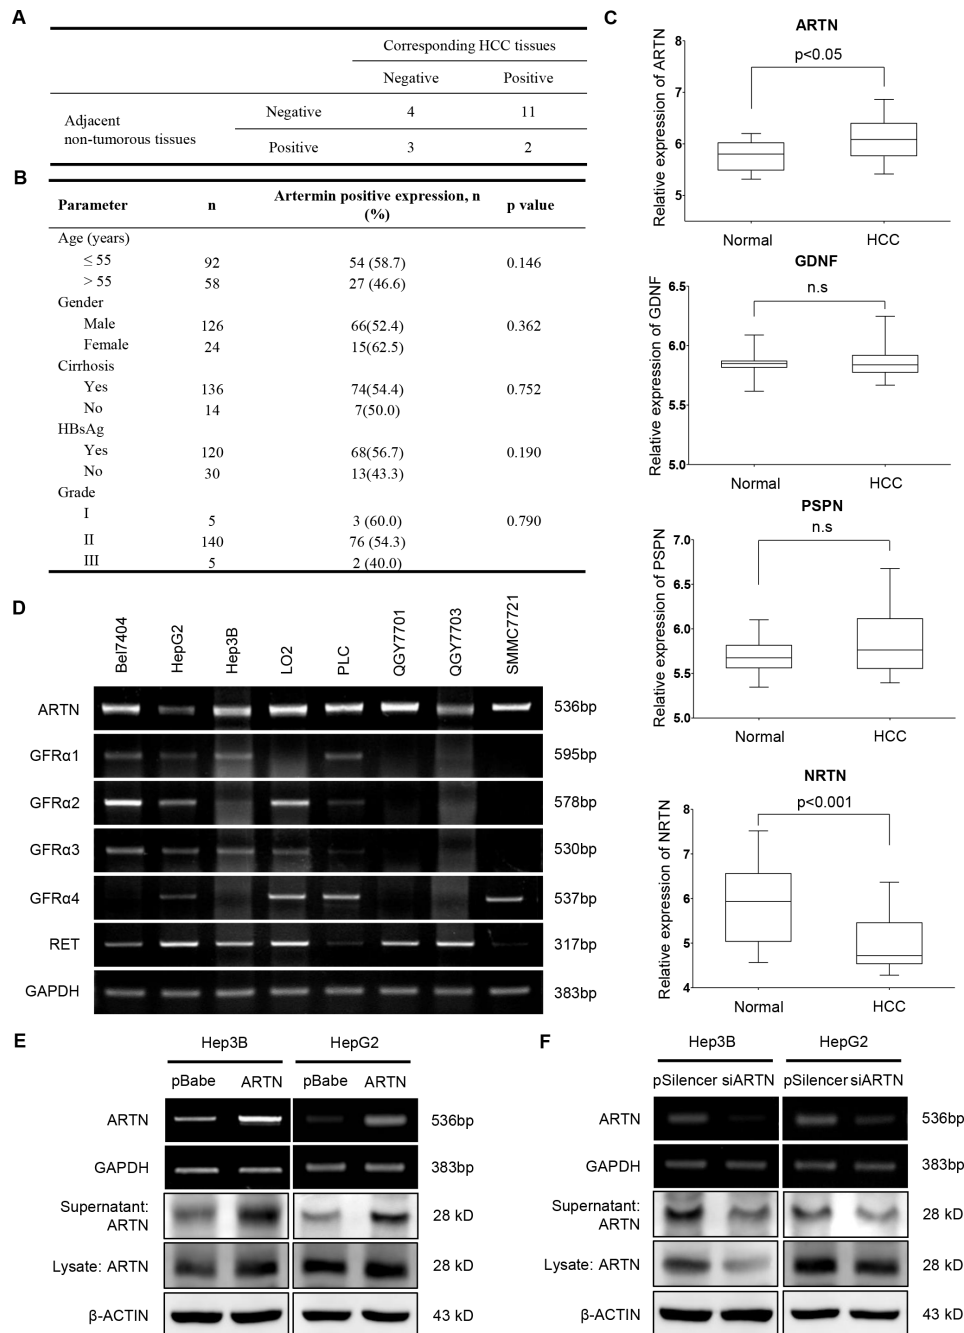 A
Corresponding HCC tissues
Negative Positive
Adjacent
non-tumorous tissues
Negative 4 11
Positive 3 2
B
Parameter n Artermin positive expression, n
(%) p value
Age (years)
≤ 55 92 54 (58.7) 0.146
> 55 58 27 (46.6)
Gender
Male 126 66(52.4) 0.362
Female 24 15(62.5)
Cirrhosis
Yes 136 74(54.4) 0.752
No 14 7(50.0)
HBsAg
Yes 120 68(56.7) 0.190
No 30 13(43.3)
Grade
I 5 3 (60.0) 0.790
II 140 76 (54.3)
III 5 2 (40.0)
C
ARTN
p<0.05
Relative expression of ARTN
8
7
6
5
Normal HCC
GDNF
n.s
Relative expression of GDNF
6.5
6.0
5.5
5.0
Normal HCC
PSPN
n.s
Relative expression of PSPN
7.0
6.5
6.0
5.5
5.0
Normal HCC
NRTN
p<0.001
Relative expression of NRTN
8
7
6
5
4
Normal HCC
D
Bel7404 HepG2 Hep3B LO2 PLC QGY7701 QGY7703 SMMC7721
ARTN 536bp
GFRα1 595bp
GFRα2 578bp
GFRα3 530bp
GFRα4 537bp
RET 317bp
GAPDH 383bp
E
Hep3B HepG2
pBabe ARTN pBabe ARTN
ARTN 536bp
GAPDH 383bp
Supernatant:
ARTN 28 kD
Lysate: ARTN 28 kD
β-ACTIN 43 kD
F
Hep3B HepG2
pSilencer siARTN pSilencer siARTN
ARTN 536bp
GAPDH 383bp
Supernatant:
ARTN 28 kD
Lysate: ARTN 28 kD
β-ACTIN 43 kD